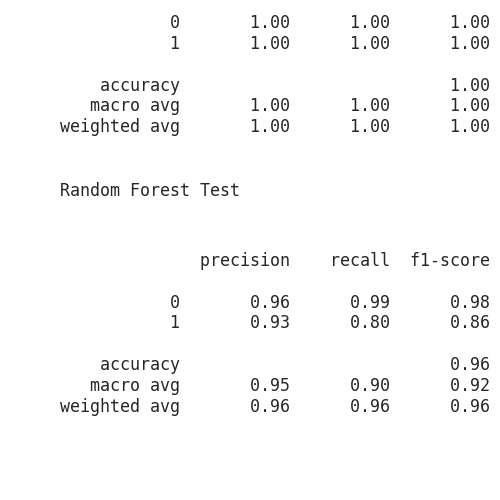 0 1.00 1.00 1.00
1 1.00 1.00 1.00
accuracy 1.00
macro avg 1.00 1.00 1.00
weighted avg 1.00 1.00 1.00
Random Forest Test
precision recall f1-score
0 0.96 0.99 0.98
1 0.93 0.80 0.86
accuracy 0.96
macro avg 0.95 0.90 0.92
weighted avg 0.96 0.96 0.96